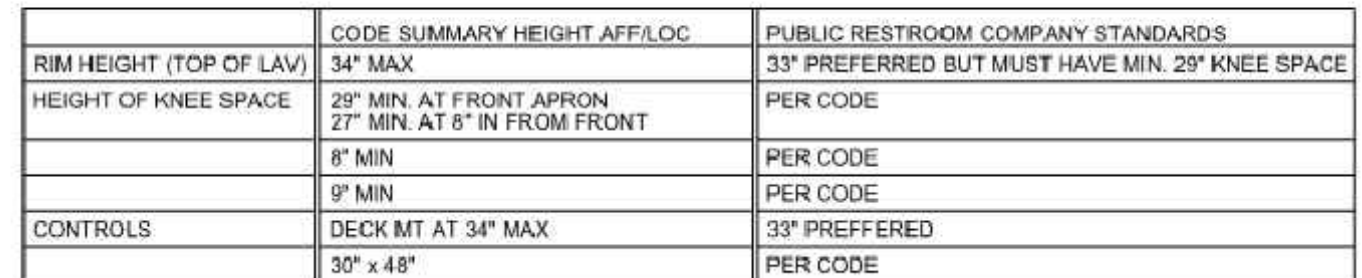 CODE SUMMARY HEIGHT AFF/LOC PUBLIC RESTROOM COMPANY STANDARDS
RIM HEIGHT (TOP OF LAV) 34" MAX 33" PREFERRED BUT MUST HAVE MIN. 29" KNEE SPACE
HEIGHT OF KNEE SPACE 29" MIN. AT FRONT APRON PER CODE
27" MIN. AT 8" IN FROM FRONT
8" MIN PER CODE
9" MIN PER CODE
CONTROLS DECK MT AT 34" MAX 33" PREFFERED
30" x 48" PER CODE